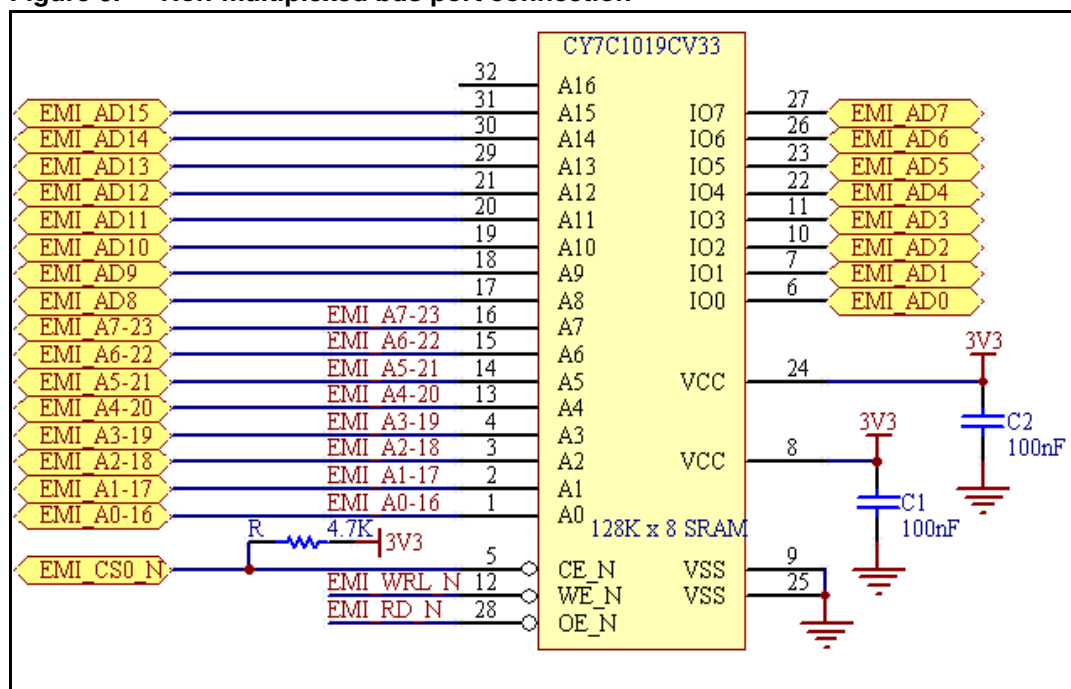 Figure Non-multiplexed bus port connection
CY7C1019CV33
32 A16
EMI_AD15 31 A15 IO7 27 EMI_AD7
EMI_AD14 30 A14 IO6 26 EMI_AD6
EMI_AD13 29 A13 IO5 23 EMI_AD5
EMI_AD12 21 A12 IO4 22 EMI_AD4
EMI_AD11 20 A11 IO3 11 EMI_AD3
EMI_AD10 19 A10 IO2 10 EMI_AD2
EMI_AD9 18 A9 IO1 7 EMI_AD1
EMI_AD8 17 A8 IO0 6 EMI_AD0
EMI_A7-23 EMI_A7-23 16 A7
EMI_A6-22 EMI_A6-22 15 A6
3V3
EMI_A5-21 EMI_A5-21 14 A5 VCC 24
EMI_A4-20 EMI_A4-20 13 A4
C2
100nF
EMI_A3-19 EMI_A3-19 4 A3
3V3
EMI_A2-18 EMI_A2-18 3 A2 VCC 8
EMI_A1-17 EMI_A1-17 2 A1
C1
100nF
EMI_A0-16 EMI_A0-16 1 A0
128K x 8 SRAM
R 4.7K 3V3
EMI_CS0_N 5 CE_N VSS 9
EMI_WRL_N 12 WE_N VSS 25
EMI_RD_N 28 OE_N